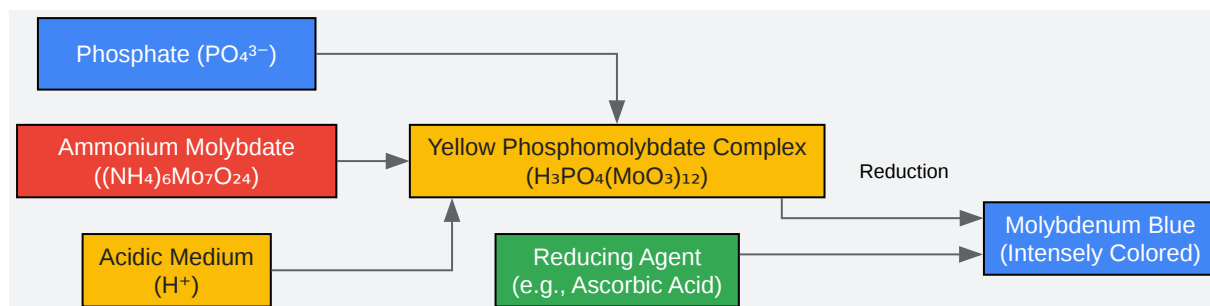 Phosphate (PO₄³⁻)
Ammonium Molybdate
((NH₄)₆Mo₇O₂₄)
Yellow Phosphomolybdate Complex
(H₃PO₄(MoO₃)₁₂)
Reduction
Acidic Medium
(H⁺)
Reducing Agent
(e.g., Ascorbic Acid)
Molybdenum Blue
(Intensely Colored)